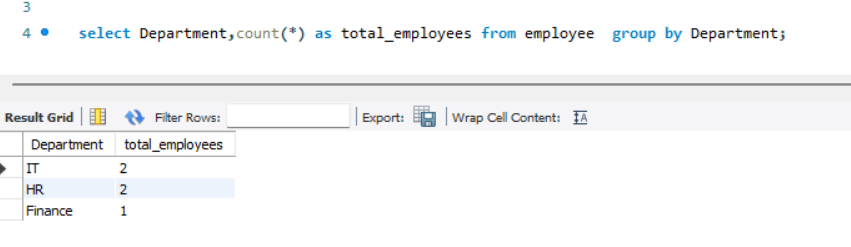 3
4 select Department,count(*) as total_employees from employee  group by Department;
Result Grid Filter Rows: Export: Wrap Cell Content: IA
Department total_employees
IT 2
HR 2
Finance 1